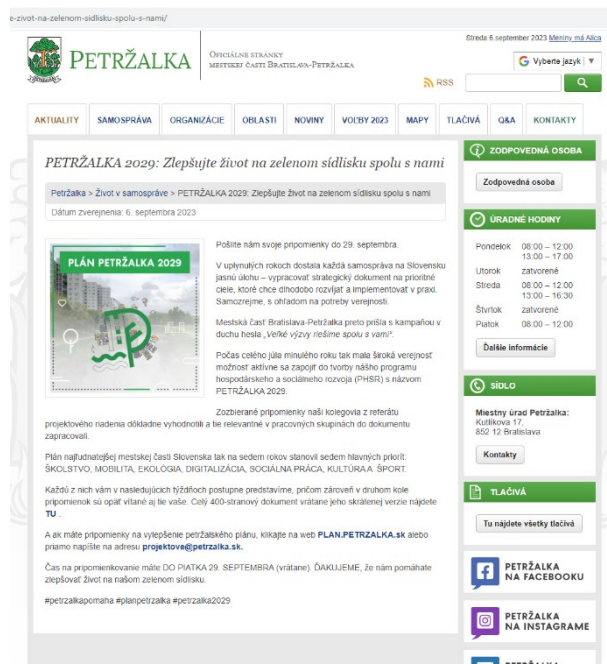 e-zivot-na-zelenom-sidlisku-spolu-s-nami/
Streda 6 september 2023 Meniny má Alica
PETRŽALKA
OFICIÁLNE STRÁNKY
MESTSKEJ ČASTI BRATISLAVA-PETRŽALKA
Vyberte jazyk
RSS
AKTUALITY SAMOSPRÁVA ORGANIZÁCIE OBLASTI NOVINY VOĽBY 2023 MAPY TLAČIVÁ Q&A KONTAKTY
PETRŽALKA 2029: Zlepšujte život na zelenom sídlisku spolu s nami
Petržalka > Život v samospráve > PETRŽALKA 2029: Zlepšujte život na zelenom sídlisku spolu s nami
Dátum zverejnenia: 6. septembra 2023
PLÁN PETRŽALKA 2029
Pošlite nám svoje pripomienky do 29. septembra.
V uplynulých rokoch dostala každá samospráva na Slovensku
jasnú úlohu – vypracovať strategický dokument na prioritné
ciele, ktoré chce dlhodobo rozvíjať a implementovať v praxi.
Samozrejme, s ohľadom na potreby verejnosti.
Mestská časť Bratislava-Petržalka preto prišla s kampaňou v
duchu hesla „Veľké výzvy riešime spolu s vami“.
Počas celého júla minulého roku tak mala široká verejnosť
možnosť aktívne sa zapojiť do tvorby nášho programu
hospodárskeho a sociálneho rozvoja (PHSR) s názvom
PETRŽALKA 2029.
Zozbierané pripomienky naši kolegovia z referátu
projektového riadenia dôkladne vyhodnotili a tie relevantné v pracovných skupinách do dokumentu
zapracovali.
Plán najľudnatejšej mestskej časti Slovenska tak na sedem rokov stanovil sedem hlavných priorít:
ŠKOLSTVO, MOBILITA, EKOLÓGIA, DIGITALIZÁCIA, SOCIÁLNA PRÁCA, KULTÚRA A ŠPORT.
Každú z nich vám v nasledujúcich týždňoch postupne predstavíme, pričom zároveň v druhom kole
pripomienok sú opäť vítané aj tie vaše. Celý 400-stranový dokument vrátane jeho skrátenej verzie nájdete
TU .
A ak máte pripomienky na vylepšenie petržalského plánu, klikajte na web PLAN.PETRZALKA.sk alebo
priamo napíšte na adresu projektove@petrzalka.sk.
Čas na pripomienkovanie máte DO PIATKA 29. SEPTEMBRA (vrátane). ĎAKUJEME, že nám pomáhate
zlepšovať život na našom zelenom sídlisku.
#petrzalkapomaha #planpetrzalka #petrzalka2029
ZODPOVEDNÁ OSOBA
Zodpovedná osoba
ÚRADNÉ HODINY
Pondelok 08:00 – 12:00
13:00 – 17:00
Utorok zatvorené
Streda 08:00 – 12:00
13:00 – 16:30
Štvrtok zatvorené
Piatok 08:00 – 12:00
Ďalšie informácie
SÍDLO
Miestny úrad Petržalka:
Kutlíkova 17,
852 12 Bratislava
Kontakty
TLAČIVÁ
Tu nájdete všetky tlačivá
PETRŽALKA
NA FACEBOOKU
PETRŽALKA
NA INSTAGRAME